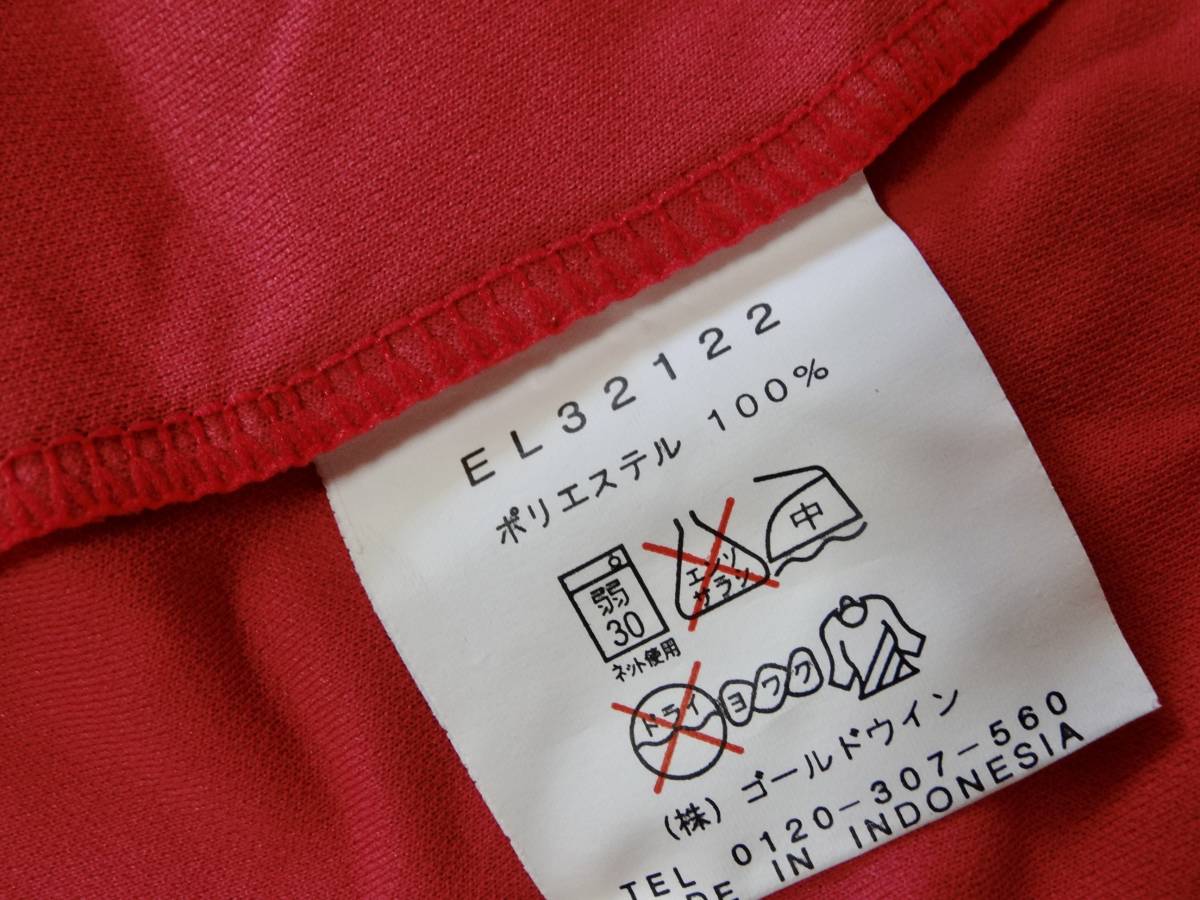 EL32122
ポリエステル 100%
弱
30
ネット使用
エンソ
サラシ
中
ドライ
ヨワク
(株) ゴールドウイン
TEL 0120-307-560
DE IN INDONESIA